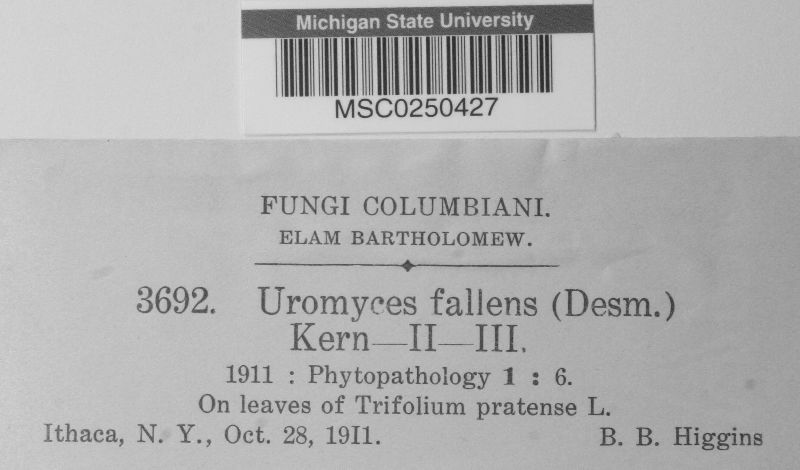 Michigan State University
MSC0250427
FUNGI COLUMBIANI.
ELAM BARTHOLOMEW.
3692. Uromyces fallens (Desm.)
Kern—II—III.
1911 : Phytopathology 1 : 6.
On leaves of Trifolium pratense L.
Ithaca, N. Y., Oct. 28, 19I1. B. B. Higgins